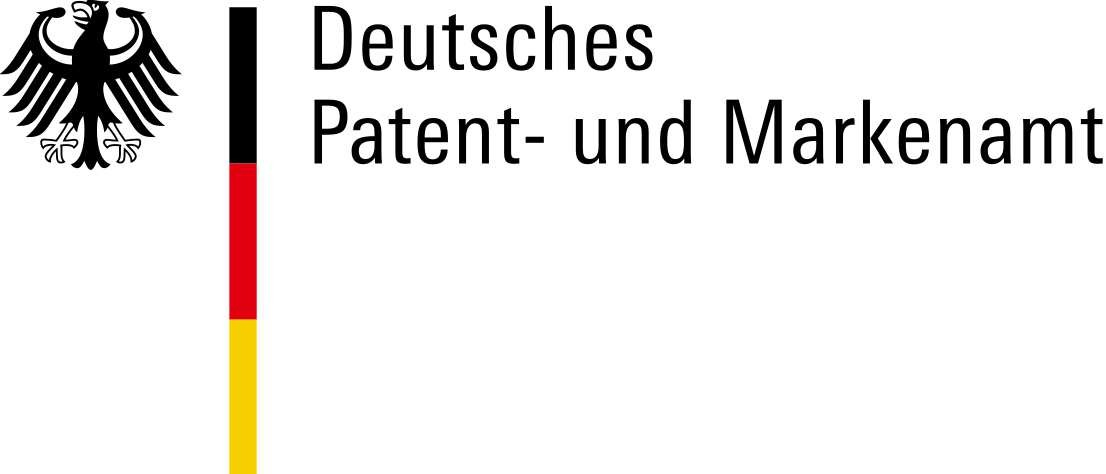 Deutsches
Patent- und Markenamt